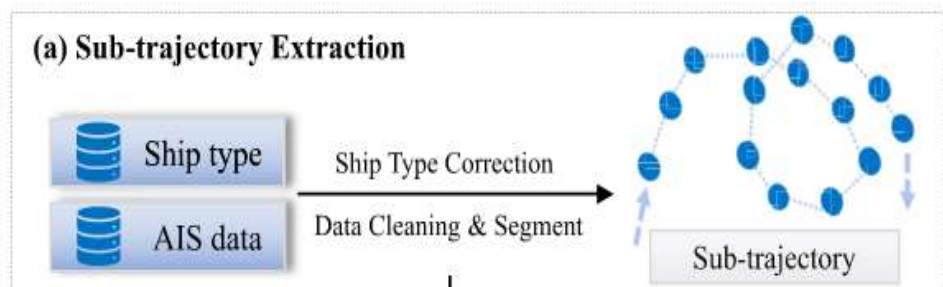 (a) Sub-trajectory Extraction
Ship type
AIS data
Ship Type Correction
Data Cleaning & Segment
Sub-trajectory